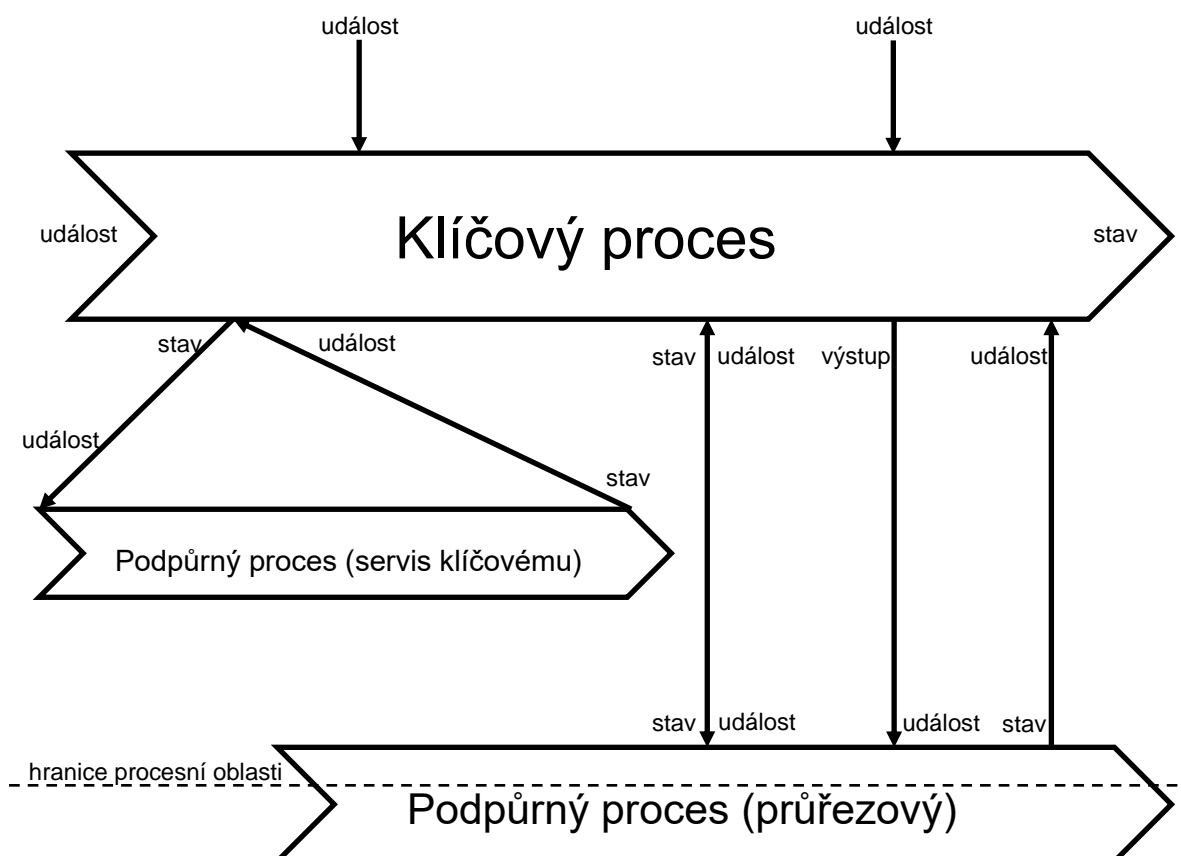 událost
událost
Klíčový proces
událost
stav
stav
událost
stav
událost
výstup
událost
událost
stav
Podpůrný proces (servis klíčovému)
stav
událost
událost
stav
hranice procesní oblasti
Podpůrný proces (průřezový)